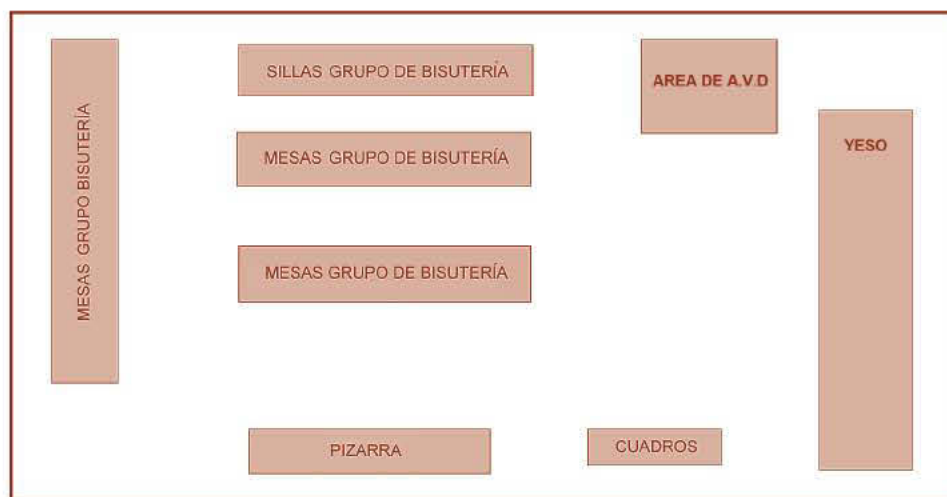 MESAS GRUPO BISUTERÍA
SILLAS GRUPO DE BISUTERÍA
MESAS GRUPO DE BISUTERÍA
MESAS GRUPO DE BISUTERÍA
PIZARRA
AREA DE A.V.D
YESO
CUADROS